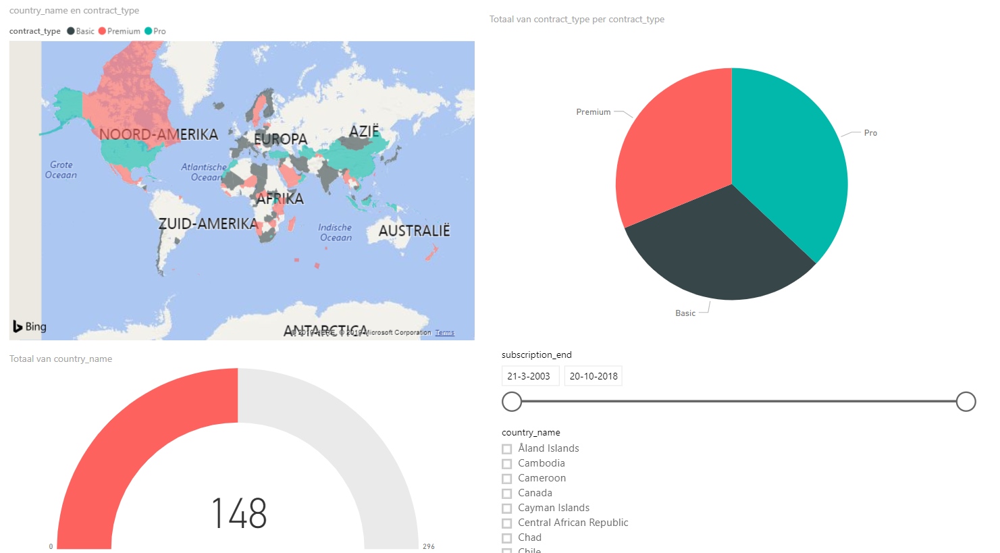 country_name en contract_type
contract_type Basic Premium Pro
NOORD-AMERIKA
EUROPA
AZIË
Grote
Oceaan
Atlantische
Oceaan
AFRIKA
ZUID-AMERIKA
Indische
Oceaan
AUSTRALIË
ANTARCTICA
Bing
© 2019 HERE, © 2019 Microsoft Corporation Terms
Totaal van contract_type per contract_type
Premium
Pro
Basic
Totaal van country_name
148
0
296
subscription_end
21-3-2003 20-10-2018
country_name
Åland Islands
Cambodia
Cameroon
Canada
Cayman Islands
Central African Republic
Chad
Chile